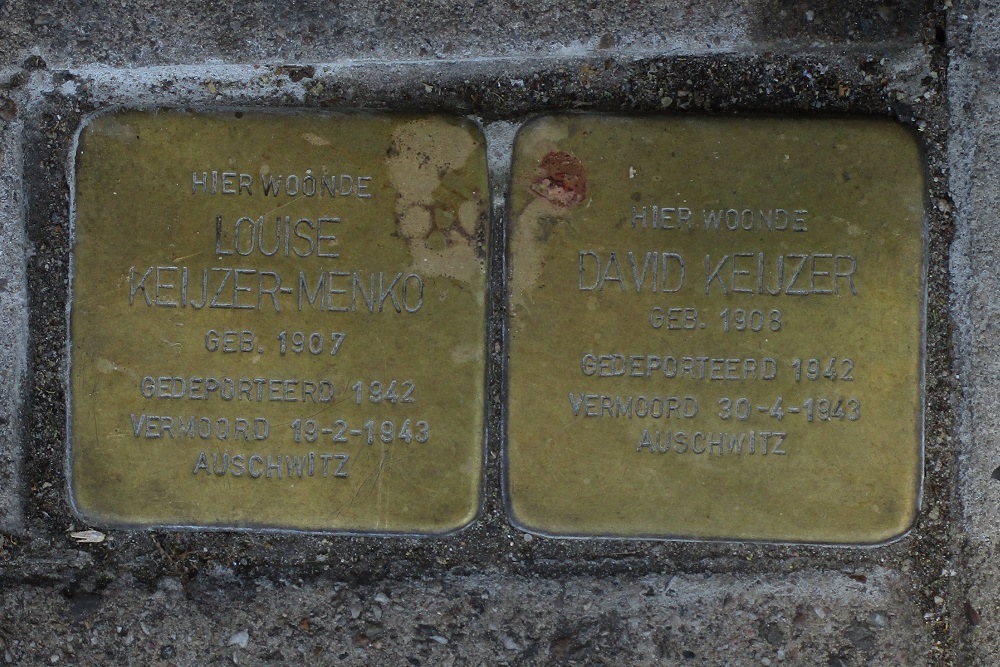 HIER WOONDE
LOUISE
KEIJZER-MENKO
GEB. 1907
GEDEPORTEERD 1942
VERMOORD 19-2-1943
AUSCHWITZ
HIER WOONDE
DAVID KEIJZER
GEB. 1908
GEDEPORTEERD 1942
VERMOORD 30-4-1943
AUSCHWITZ